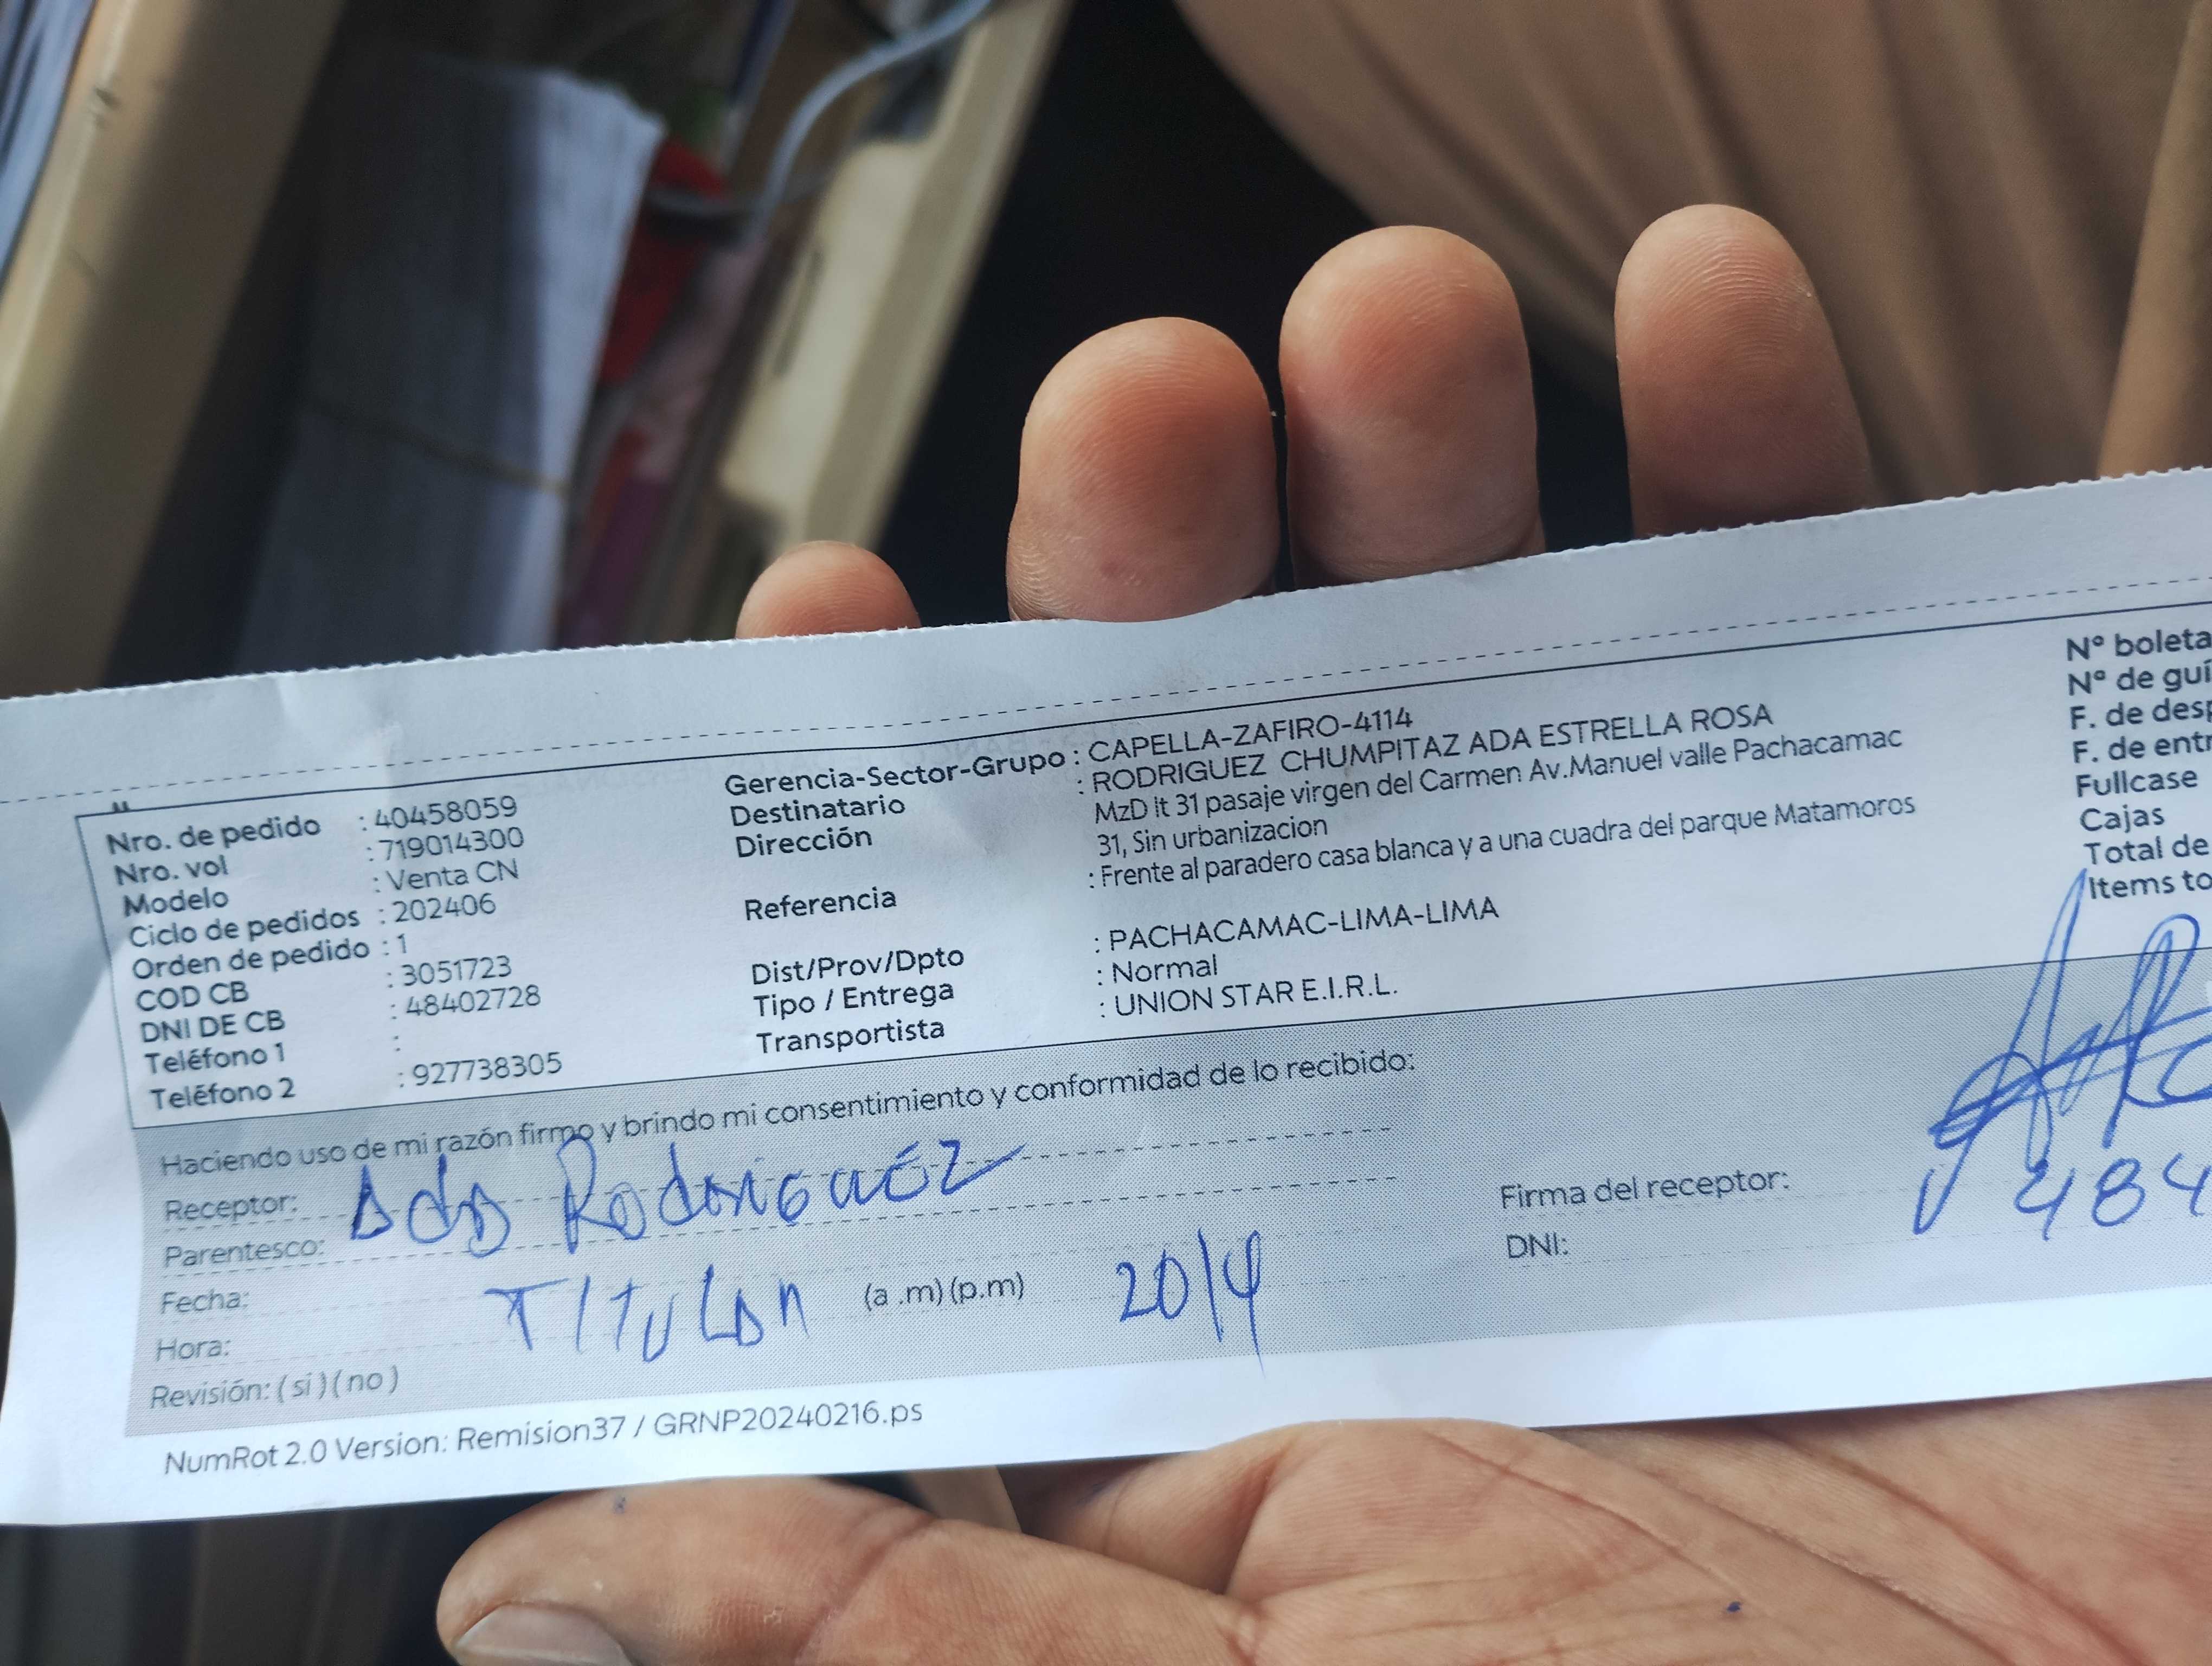 Nro. de pedido : 40458059
Nro. vol : 719014300
Modelo : Venta CN
Ciclo de pedidos : 202406
Orden de pedido : 1
COD CB : 3051723
DNI DE CB : 48402728
Teléfono 1 :
Teléfono 2 : 927738305
Gerencia-Sector-Grupo : CAPELLA-ZAFIRO-4114
Destinatario : RODRIGUEZ CHUMPITAZ ADA ESTRELLA ROSA
Dirección MzD lt 31 pasaje virgen del Carmen Av.Manuel valle Pachacamac
31, Sin urbanizacion
Referencia : Frente al paradero casa blanca y a una cuadra del parque Matamoros
Dist/Prov/Dpto : PACHACAMAC-LIMA-LIMA
Tipo / Entrega : Normal
Transportista : UNION STAR E.I.R.L.
N° boleta
N° de guí
F. de desp
F. de entr
Fullcase
Cajas
Total de
Items to
Haciendo uso de mi razón firmo y brindo mi consentimiento y conformidad de lo recibido:
Receptor: Ada Rodriguez
Parentesco:
Fecha: Titular (a .m) (p.m) 20/4
Hora:
Revisión: ( si ) ( no )
Firma del receptor:
DNI: 484
NumRot 2.0 Version: Remision37 / GRNP20240216.ps